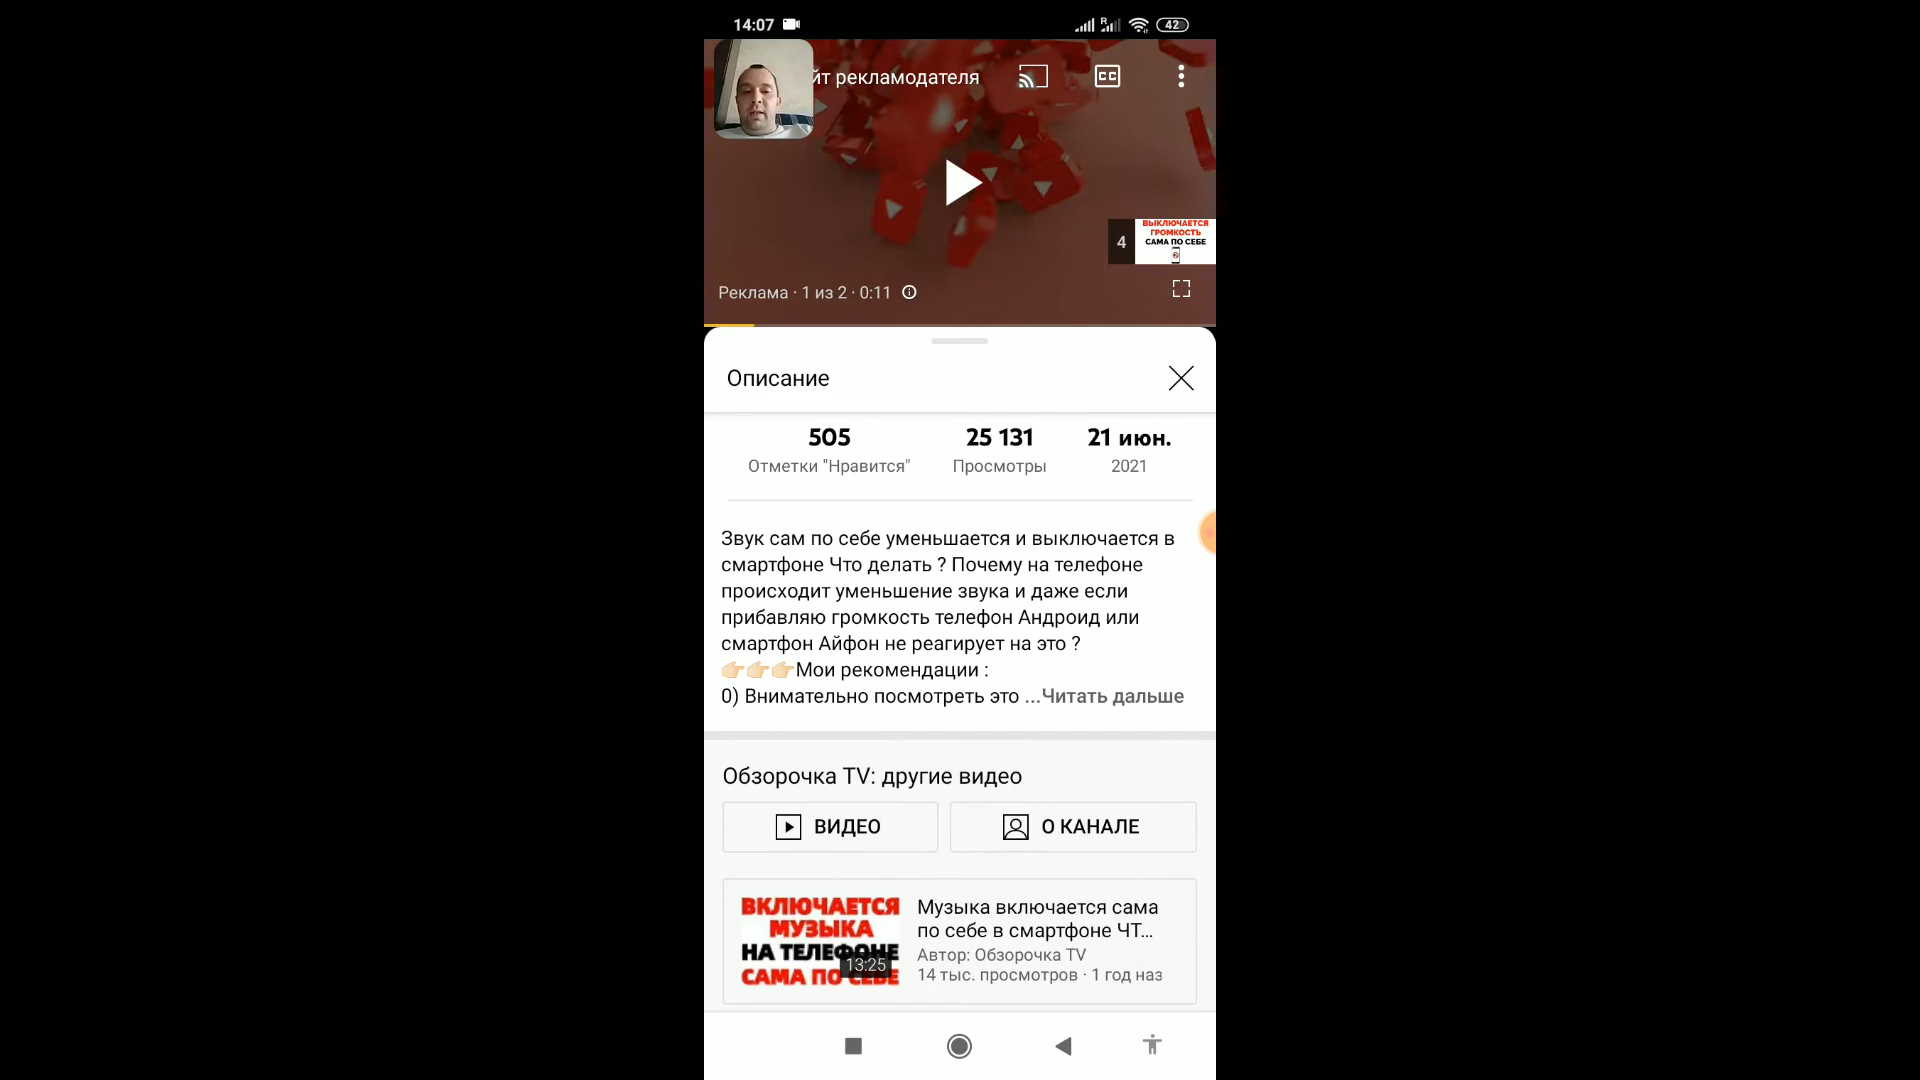 14:07
R
42
йт рекламодателя
CC
4
ВЫКЛЮЧАЕТСЯ
ГРОМКОСТЬ
САМА ПО СЕБЕ
Реклама · 1 из 2 · 0:11
Описание
505
25 131
21 июн.
Отметки "Нравится"
Просмотры
2021
Звук сам по себе уменьшается и выключается в
смартфоне Что делать ? Почему на телефоне
происходит уменьшение звука и даже если
прибавляю громкость телефон Андроид или
смартфон Айфон не реагирует на это ?
👉🏻👉🏻👉🏻Мои рекомендации :
0) Внимательно посмотреть это ...Читать дальше
Обзорочка TV: другие видео
ВИДЕО
О КАНАЛЕ
ВКЛЮЧАЕТСЯ
МУЗЫКА
НА ТЕЛЕФОНЕ
САМА ПО СЕБЕ
13:25
Музыка включается сама
по себе в смартфоне ЧТ...
Автор: Обзорочка TV
14 тыс. просмотров · 1 год наз